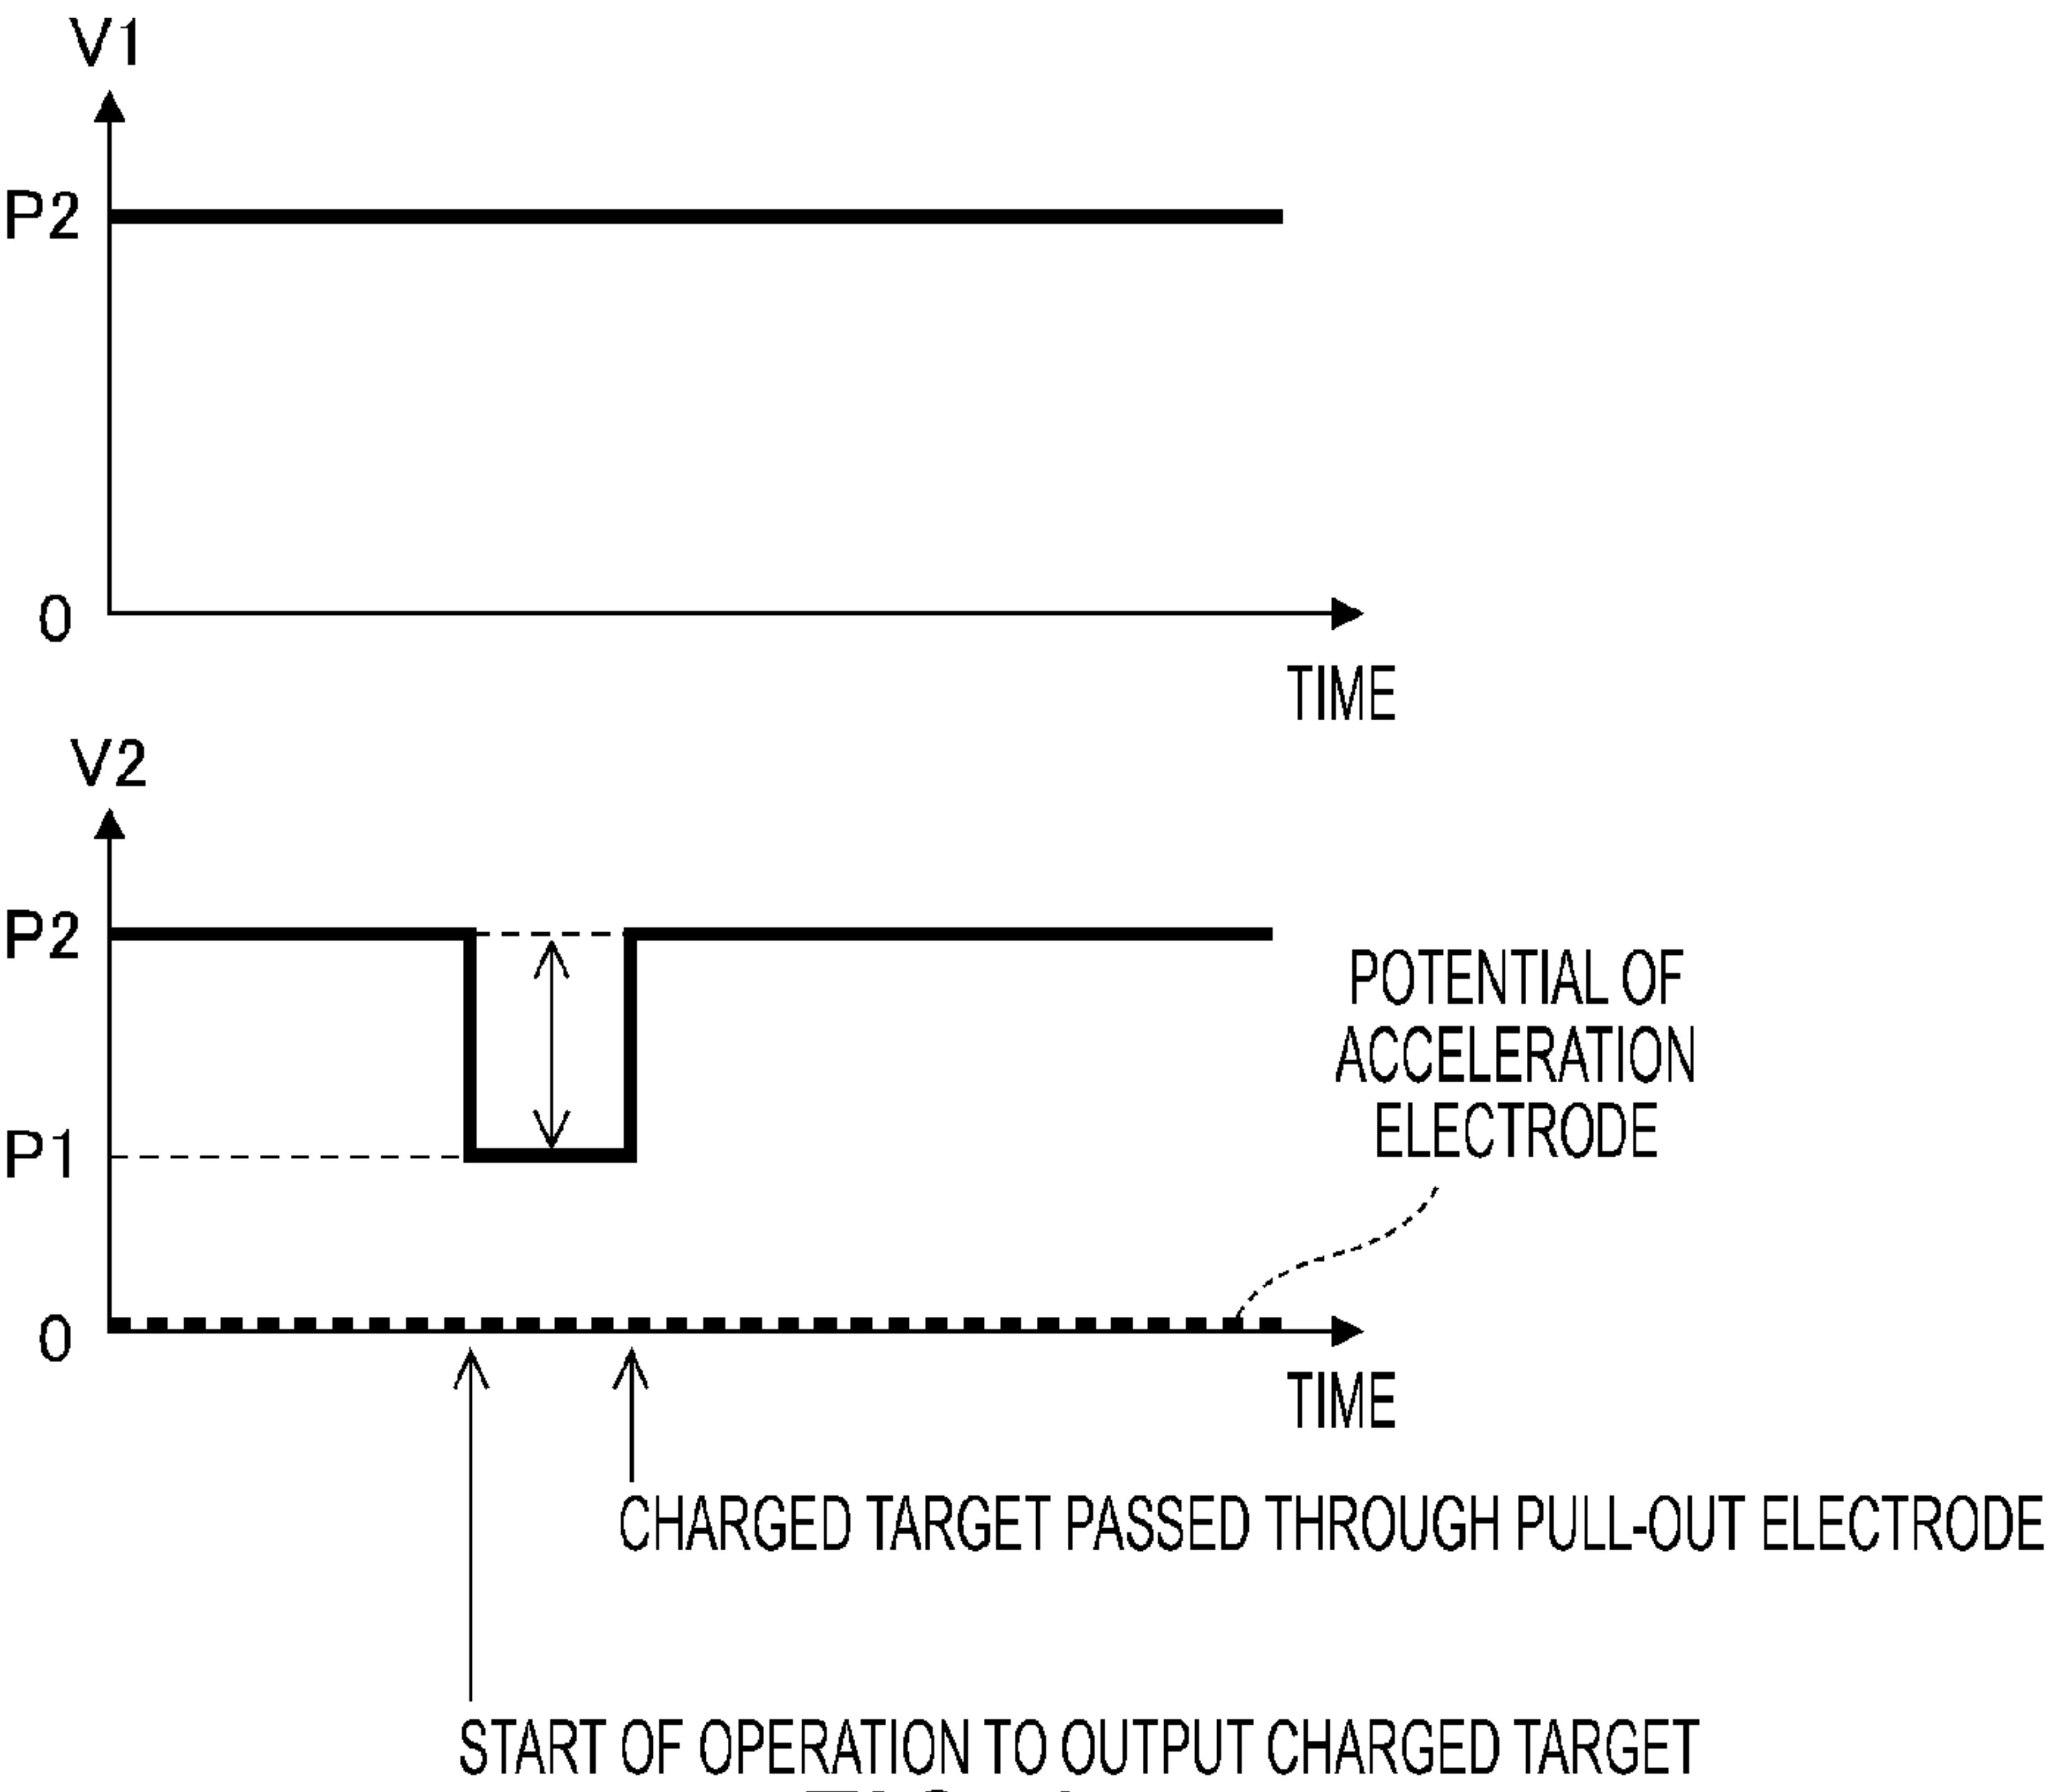 V1
P2
0
TIME
V2
P2
POTENTIAL OF
ACCELERATION
ELECTRODE
P1
0
TIME
CHARGED TARGET PASSED THROUGH PULL-OUT ELECTRODE
START OF OPERATION TO OUTPUT CHARGED TARGET